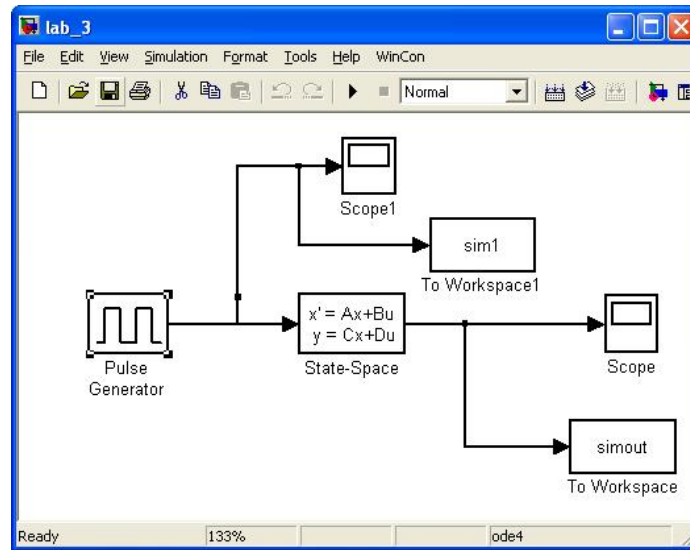 lab_3
File Edit View Simulation Format Tools Help WinCon
Normal
Scope1
sim1
To Workspace1
x' = Ax+Bu
y = Cx+Du
State-Space
Pulse
Generator
Scope
simout
To Workspace
Ready 133% ode4